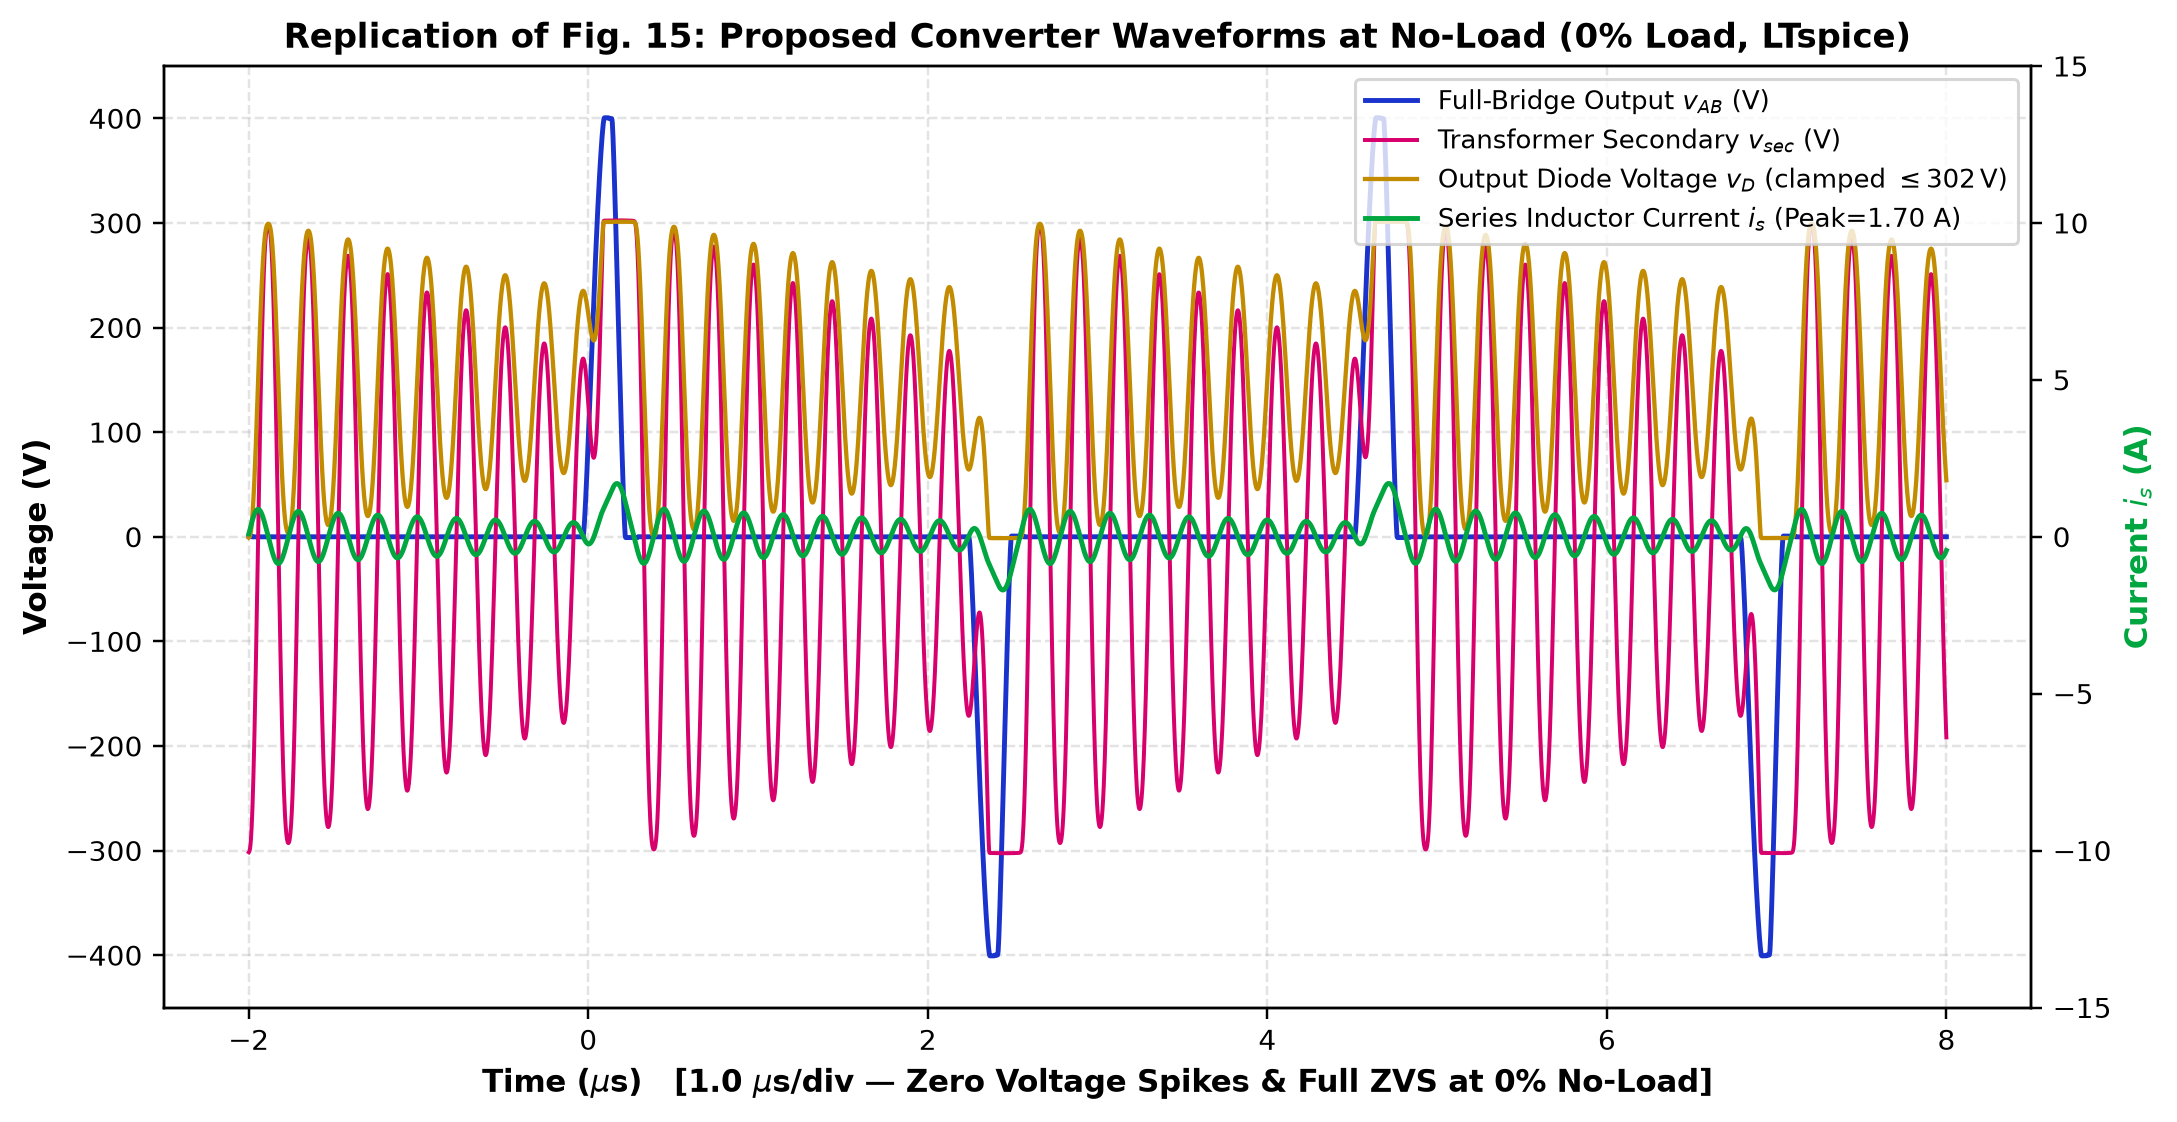 Replication of Fig. 15: Proposed Converter Waveforms at No-Load (0% Load, LTspice)
Full-Bridge Output v_AB (V)
Transformer Secondary v_sec (V)
Output Diode Voltage v_D (clamped ≤302 V)
Series Inductor Current i_s (Peak=1.70 A)
Voltage (V)
400
300
200
100
0
−100
−200
−300
−400
15
10
5
0
−5
−10
−15
Current i_s (A)
−2 0 2 4 6 8
Time (μs) [1.0 μs/div — Zero Voltage Spikes & Full ZVS at 0% No-Load]